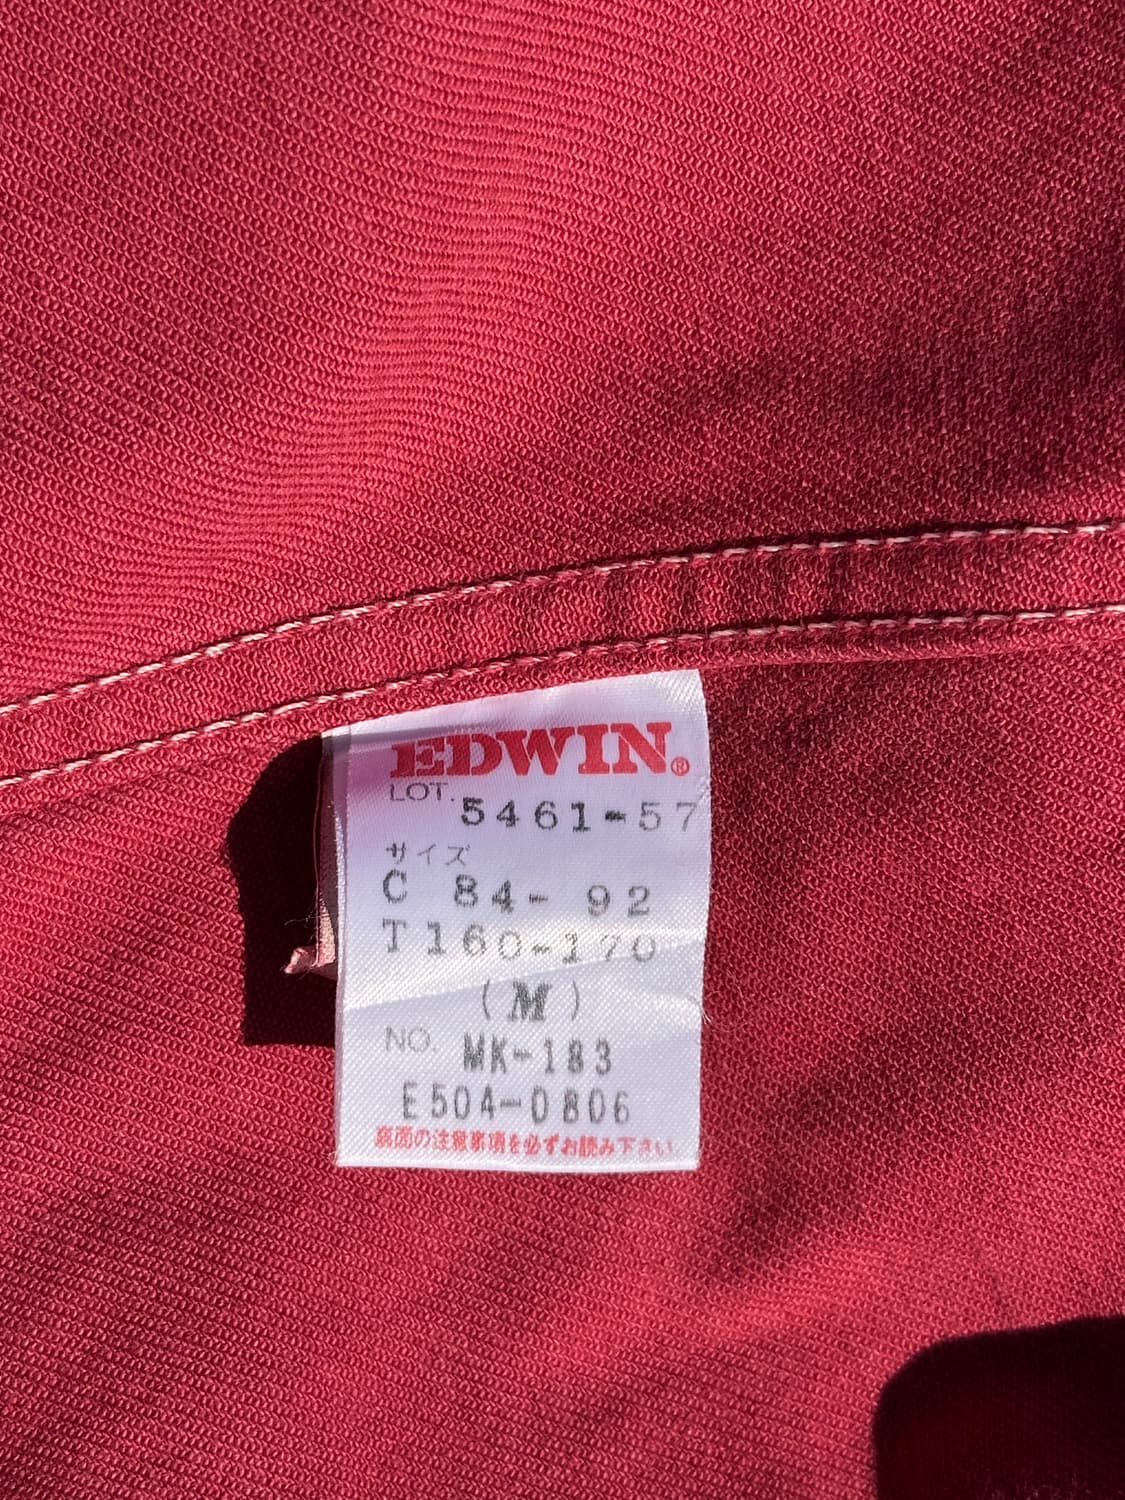 EDWIN®
LOT. 5461-57
サイズ
C 84- 92
T 160-170
(M)
NO. MK-183
E504-0806
裏面の注意事項を必ずお読み下さい